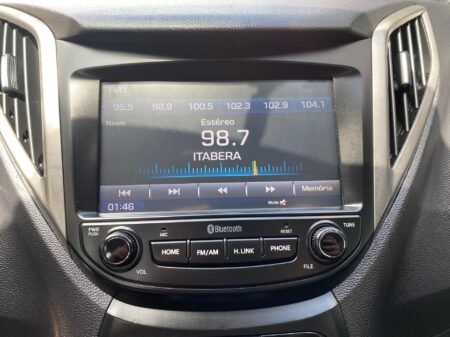 FM1
95.5 98.9 100.5 102.3 102.9 104.1
News
Estéreo
98.7
ITABERA
Memória
01:46
Mute
Bluetooth
PWR
PUSH
MIC
RESET
TUNE
HOME FM/AM H.LINK PHONE
VOL
FILE